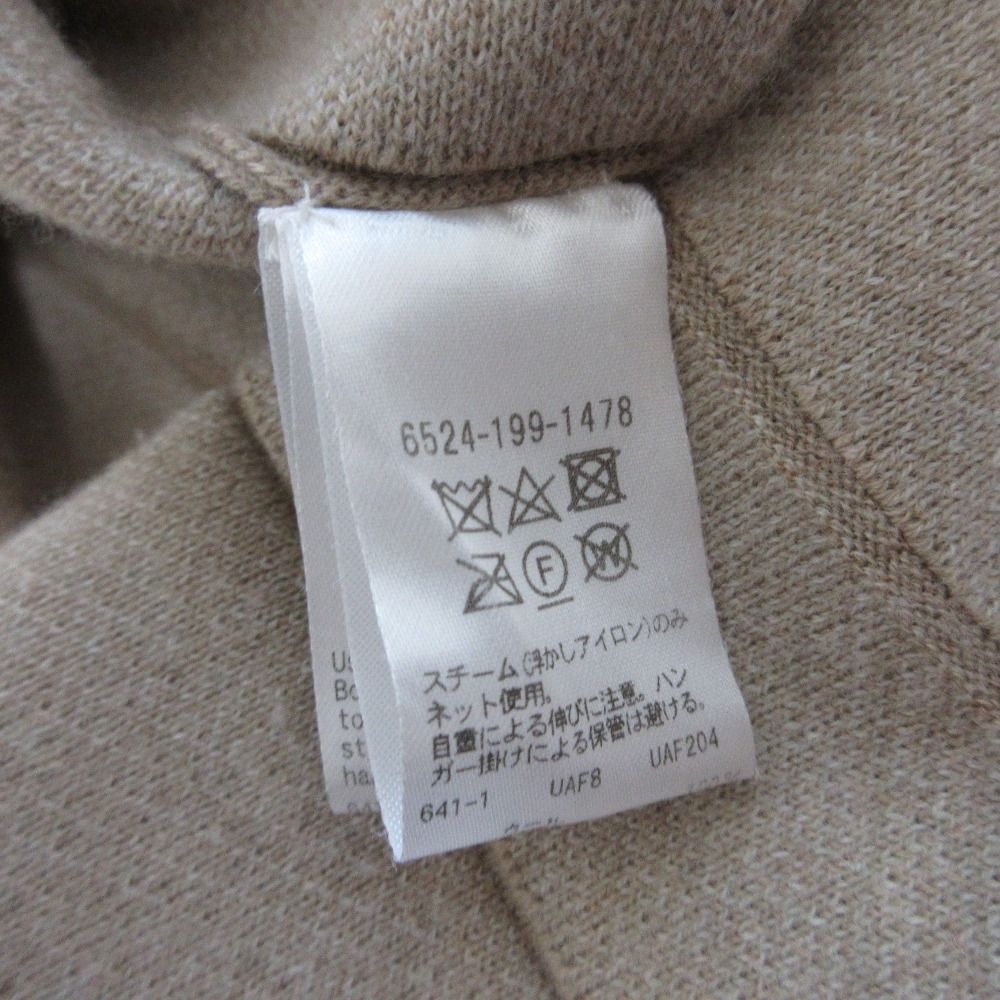 6524-199-1478
F
W
スチーム(浮かしアイロン)のみ
ネット使用。
自重による伸びに注意。ハン
ガー掛けによる保管は避ける。
641-1 UAF8 UAF204